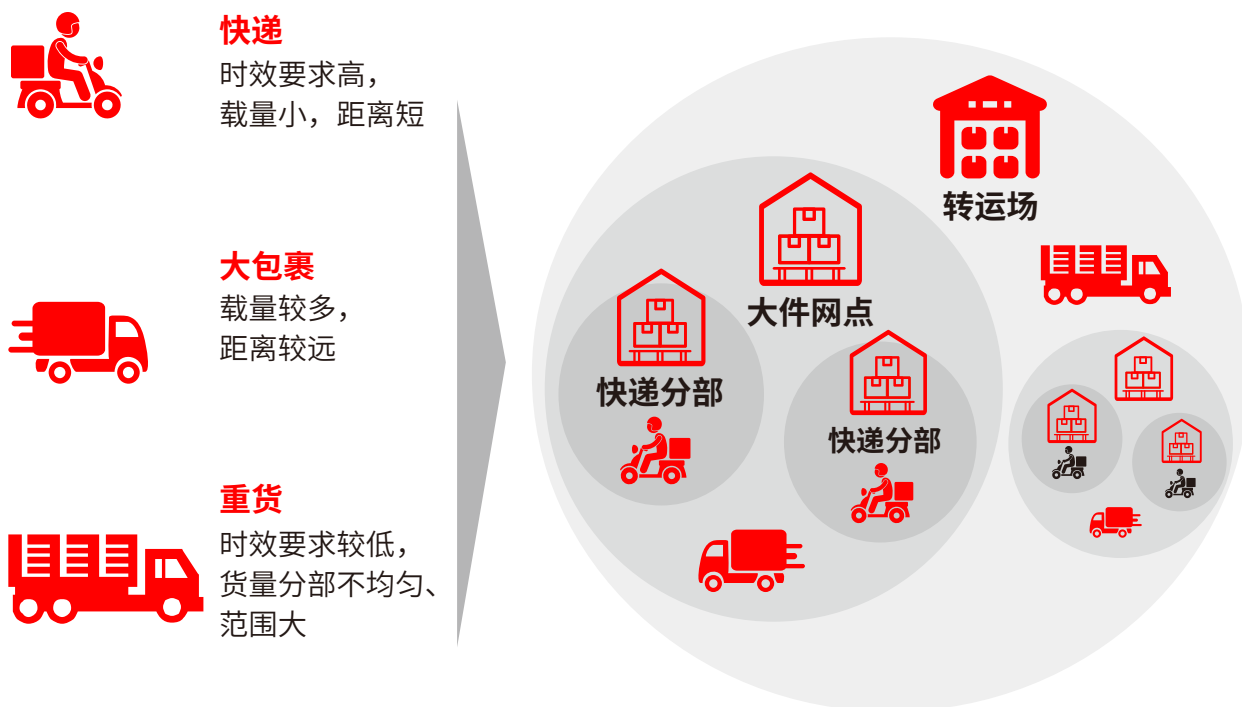 快递
时效要求高，
载量小，距离短
大包裹
载量较多，
距离较远
重货
时效要求较低，
货量分部不均匀、
范围大
转运场
大件网点
快递分部
快递分部